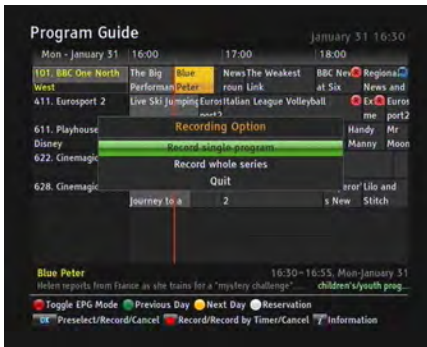 Program Guide
January 31 16:30
Mon - January 31 16:00 17:00 18:00
101. BBC One North The Big Blue News The Weakest BBC New Regiona
West Performan Peter roun Link at Six News and
411. Eurosport 2 Live Ski Jumping Euros Italian League Volleyball Ex Euros
port2 me port2
Recording Option
611. Playhouse Handy Mr
Disney Record single program Manny Moon
622. Cinemagic Record whole series
Quit
628. Cinemagic eror' Lilo and
Journey to a 2 s New Stitch
Blue Peter 16:30~16:55, Mon-January 31
Helen reports from France as she trains for a "mystery challenge"... children's/youth prog...
Toggle EPG Mode Previous Day Next Day Reservation
OK Preselect/Record/Cancel Record/Record by Timer/Cancel i Information